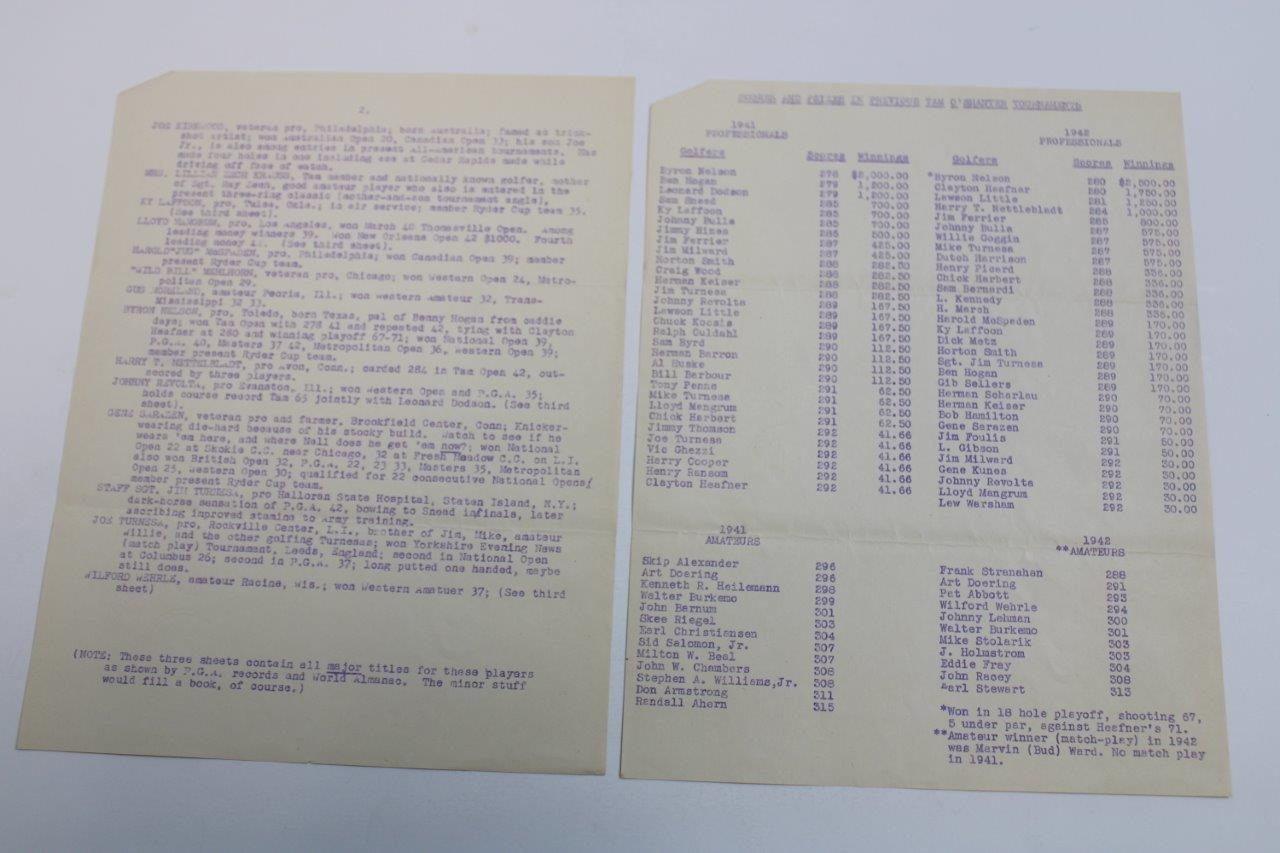 2.
JOE KIRKWOOD, veteran pro, Philadelphia; born Australia; famed as trick-
shot artist; won Australian Open 20, Canadian Open 33; his son Joe
Jr., is also among entries in present All-American tournaments. Has
made four holes in one including ace at Cedar Rapids made while
driving off face of watch.
MRS. LILLIAN ZECH KRAUSS, Tam member and nationally known golfer, mother
of Sgt. Ray Zech, good amateur player who also is entered in the
present three-ring classic (mother-and-son tournament angle),
KY LAFFOON, pro, Tulsa, Okla.; in air service; member Ryder Cup team 35.
(See third sheet).
LLOYD MANGRUM, pro, Los Angeles, won March 40 Thomasville Open. Among
leading money winners 39. Won New Orleans Open 42 $1000. Fourth
leading money (See third sheet).
HAROLD "JUG" McSPADEN, pro, Philadelphia; won Canadian Open 39; member
present Ryder Cup team.
"WILD BILL" MEHLHORN, veteran pro, Chicago; won Western Open 24, Metro-
politan Open 29.
GUS MORELAND, amateur Peoria, Ill.; won Western Amateur 32, Trans-
Mississippi 32 33.
BYRON NELSON, pro, Toledo, born Texas, pal of Benny Hogan from caddie
days; won Tam Open with 278 41 and repeated 42, tying with Clayton
Heafner at 280 and winning playoff 67-71; won National Open 39,
P.G.A. 40, Masters 37 42, Metropolitan Open 36, Western Open 39;
member present Ryder Cup team.
HARRY T. NETTELBLADT, pro Avon, Conn.; carded 284 in Tam Open 42, out-
scored by three players.
JOHNNY REVOLTA, pro Evanston, Ill.; won Western Open and P.G.A. 35;
holds course record Tam 65 jointly with Leonard Dodson. (See third
sheet).
GENE SARAZEN, veteran pro and farmer, Brookfield Center, Conn; Knicker-
wearing die-hard because of his stocky build. Watch to see if he
wears 'em here, and where Hell does he get 'em now?; won National
Open 22 at Skokie C.C. near Chicago, 32 at Fresh Meadow C.C. on L.I.
also won British Open 32, P.G.A. 22, 23 33, Masters 35, Metropolitan
Open 25, Western Open 30; qualified for 22 consecutive National Opens;
member present Ryder Cup team.
STAFF SGT. JIM TURNESA, pro Halloran State Hospital, Staten Island, N.Y.;
dark-horse sensation of P.G.A. 42, bowing to Snead in finals, later
ascribing improved stamina to Army training.
JOE TURNESA, pro, Rockville Center, L.I., brother of Jim, Mike, amateur
Willie, and the other golfing Turnesas; won Yorkshire Evening News
(match play) Tournament, Leeds, England; second in National Open
at Columbus 26; second in P.G.A. 37; long putted one handed, maybe
still does.
WILFORD WEHRLE, amateur Racine, Wis.; won Western Amatuer 37; (See third
sheet)
(NOTE: These three sheets contain all major titles for these players
as shown by P.G.A. records and World Almanac. The minor stuff
would fill a book, of course.)
SCORES AND PRIZES IN PREVIOUS TAM O'SHANTER TOURNAMENTS
1941
PROFESSIONALS
Golfers Scores Winnings
Byron Nelson 278 $2,000.00
Ben Hogan 279 1,200.00
Leonard Dodson 279 1,200.00
Sam Snead 285 700.00
Ky Laffoon 285 700.00
Johnny Bulla 285 700.00
Jimmy Hines 285 500.00
Jim Ferrier 287 425.00
Jim Milward 287 425.00
Norton Smith 288 282.50
Craig Wood 288 282.50
Herman Keiser 288 282.50
Jim Turnesa 288 282.50
Johnny Revolta 289 167.50
Lawson Little 289 167.50
Chuck Kocsis 289 167.50
Ralph Guldahl 289 167.50
Sam Byrd 290 112.50
Herman Barron 290 112.50
Al Huske 290 112.50
Bill Barbour 290 112.50
Tony Penna 291 62.50
Mike Turnesa 291 62.50
Lloyd Mangrum 291 62.50
Chick Harbert 291 62.50
Jimmy Thomson 292 41.66
Joe Turnesa 292 41.66
Vic Ghezzi 292 41.66
Harry Cooper 292 41.66
Henry Ransom 292 41.66
Clayton Heafner 292 41.66
1942
PROFESSIONALS
Golfers Scores Winnings
*Byron Nelson 280 $2,500.00
Clayton Heafner 280 1,750.00
Lawson Little 281 1,250.00
Harry T. Nettelbladt 284 1,000.00
Jim Ferrier 285 800.00
Johnny Bulla 287 575.00
Willie Goggin 287 575.00
Mike Turnesa 287 575.00
Dutch Harrison 287 575.00
Henry Picard 288 336.00
Chick Harbert 288 336.00
Sam Bernardi 288 336.00
L. Kennedy 288 336.00
H. March 288 336.00
Harold McSpaden 289 170.00
Ky Laffoon 289 170.00
Dick Metz 289 170.00
Horton Smith 289 170.00
Sgt. Jim Turnesa 289 170.00
Ben Hogan 289 170.00
Gib Sellers 289 170.00
Herman Scharlau 290 70.00
Herman Keiser 290 70.00
Bob Hamilton 290 70.00
Gene Sarazen 290 70.00
Jim Foulis 291 50.00
L. Gibson 291 50.00
Jim Milward 292 30.00
Gene Kunes 292 30.00
Johnny Revolta 292 30.00
Lloyd Mangrum 292 30.00
Lew Worsham 292 30.00
1941
AMATEURS
Skip Alexander 296
Art Doering 296
Kenneth R. Heilemann 298
Walter Burkemo 299
John Barnum 301
Skee Riegel 303
Earl Christiansen 304
Sid Salomon, Jr. 307
Milton W. Beal 307
John W. Chambers 308
Stephen A. Williams,Jr. 308
Don Armstrong 311
Randall Ahern 315
1942
**AMATEURS
Frank Stranahan 288
Art Doering 291
Pat Abbott 293
Wilford Wehrle 294
Johnny Lehman 300
Walter Burkemo 301
Mike Stolarik 303
J. Holmstrom 303
Eddie Fray 304
John Racey 308
Earl Stewart 313
*Won in 18 hole playoff, shooting 67,
5 under par, against Heafner's 71.
**Amateur winner (match-play) in 1942
was Marvin (Bud) Ward. No match play
in 1941.